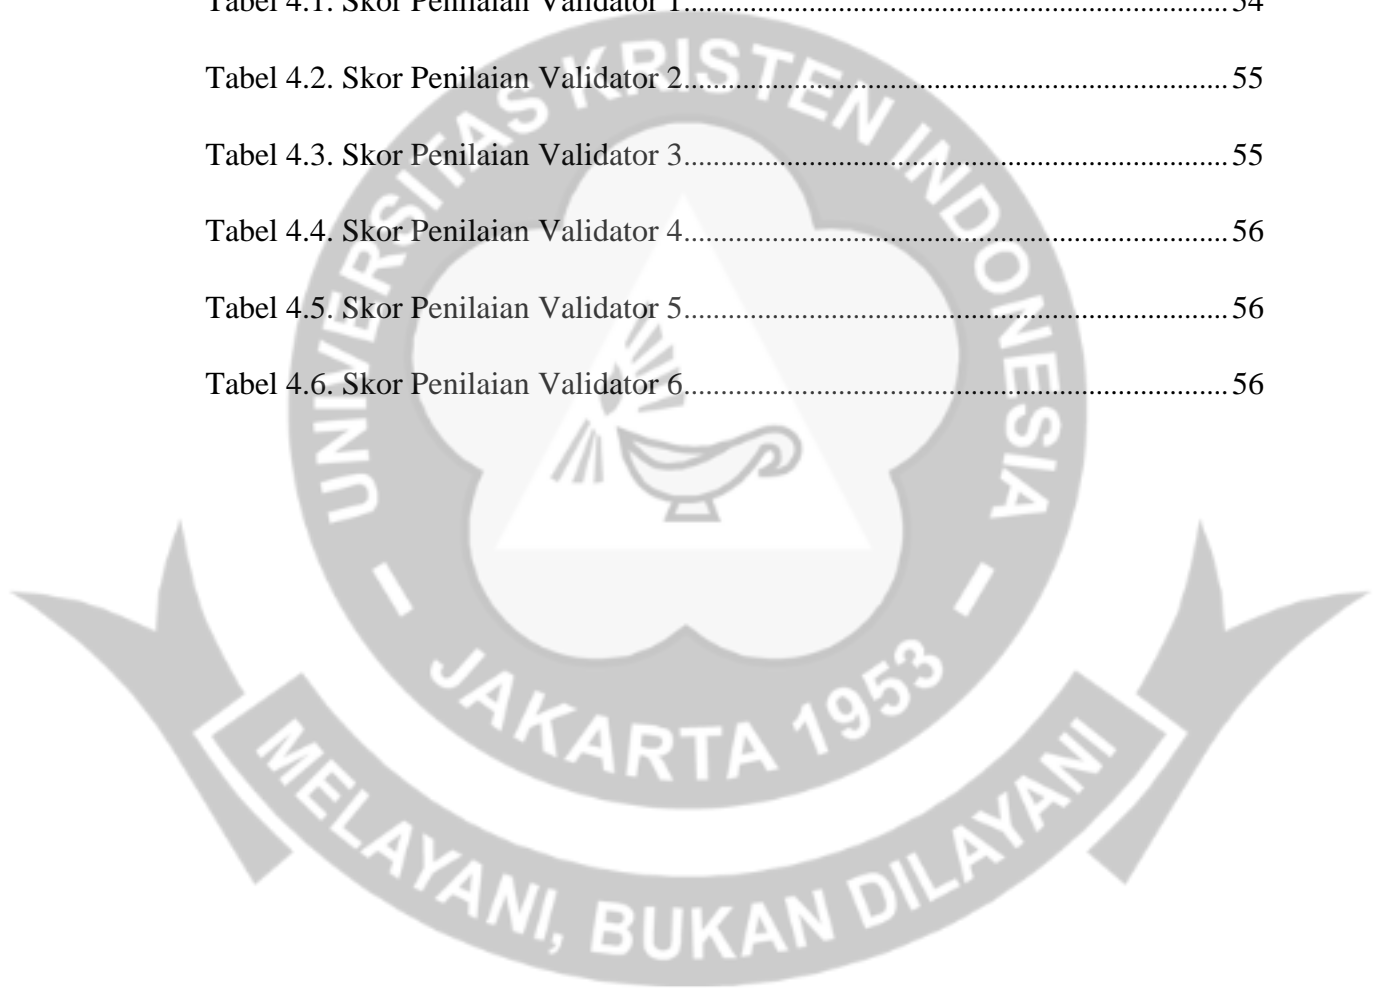 Tabel 4.1. Skor Penilaian Validator 1..........................................................................54
Tabel 4.2. Skor Penilaian Validator 2..........................................................................55
Tabel 4.3. Skor Penilaian Validator 3..........................................................................55
Tabel 4.4. Skor Penilaian Validator 4..........................................................................56
Tabel 4.5. Skor Penilaian Validator 5..........................................................................56
Tabel 4.6. Skor Penilaian Validator 6..........................................................................56
UNIVERSITAS KRISTEN INDONESIA
JAKARTA 1953
MELAYANI, BUKAN DILAYANI